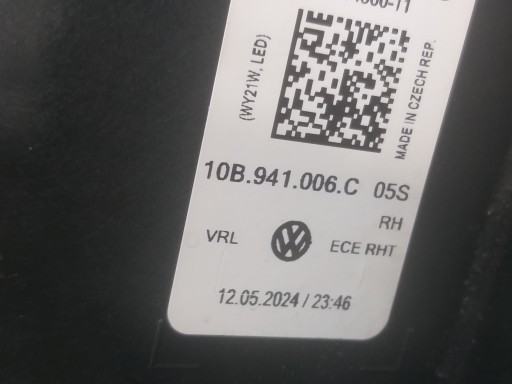 (WY21W, LED)
MADE IN CZECH REP.
10B.941.006.C 05S
RH
VRL
ECE RHT
12.05.2024 / 23:46